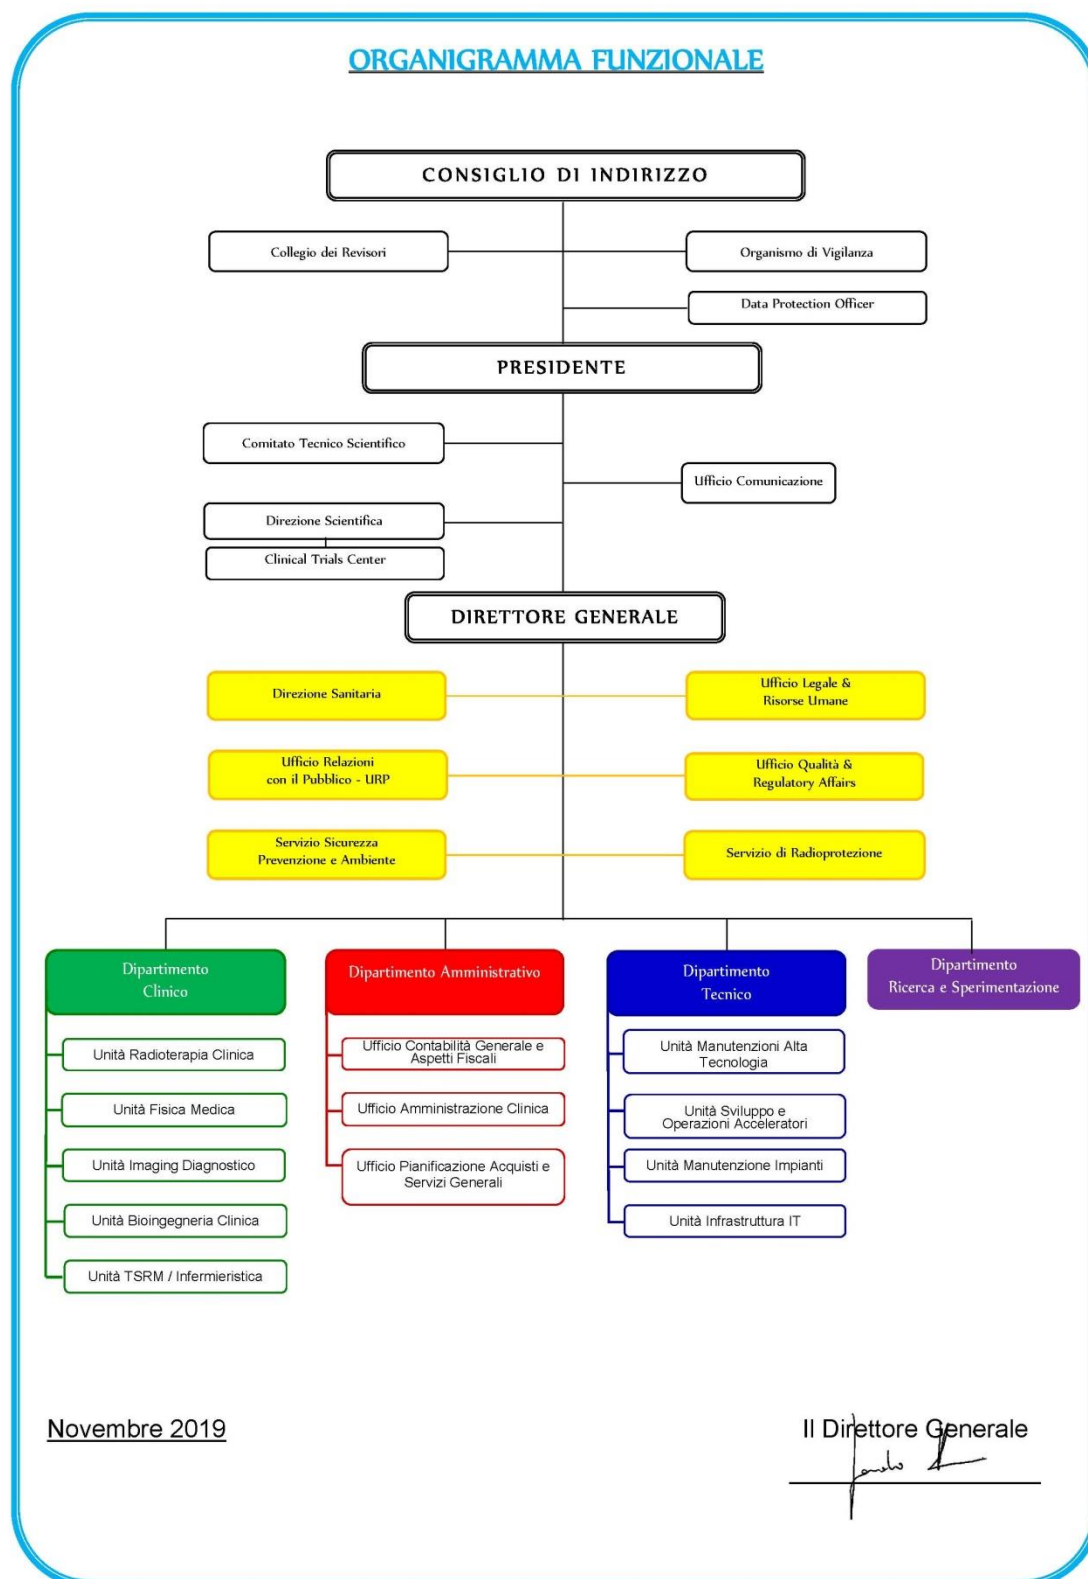 ORGANIGRAMMA FUNZIONALE
CONSIGLIO DI INDIRIZZO
Collegio dei Revisori
Organismo di Vigilanza
Data Protection Officer
PRESIDENTE
Comitato Tecnico Scientifico
Ufficio Comunicazione
Direzione Scientifica
Clinical Trials Center
DIRETTORE GENERALE
Direzione Sanitaria
Ufficio Legale &
Risorse Umane
Ufficio Relazioni
con il Pubblico - URP
Ufficio Qualità &
Regulatory Affairs
Servizio Sicurezza
Prevenzione e Ambiente
Servizio di Radioprotezione
Dipartimento
Clinico
Unità Radioterapia Clinica
Unità Fisica Medica
Unità Imaging Diagnostico
Unità Bioingegneria Clinica
Unità TSRM / Infermieristica
Dipartimento Amministrativo
Ufficio Contabilità Generale e
Aspetti Fiscali
Ufficio Amministrazione Clinica
Ufficio Pianificazione Acquisti e
Servizi Generali
Dipartimento
Tecnico
Unità Manutenzioni Alta
Tecnologia
Unità Sviluppo e
Operazioni Acceleratori
Unità Manutenzione Impianti
Unità Infrastruttura IT
Dipartimento
Ricerca e Sperimentazione
Novembre 2019
Il Direttore Generale